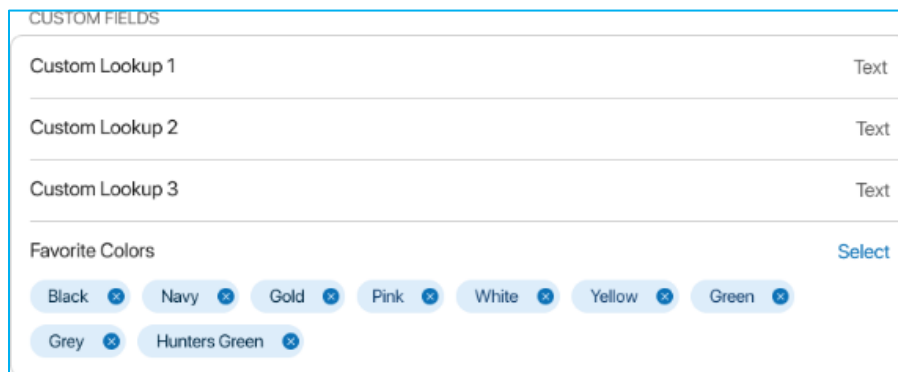 CUSTOM FIELDS
Custom Lookup 1 Text
Custom Lookup 2 Text
Custom Lookup 3 Text
Favorite Colors Select
Black Navy Gold Pink White Yellow Green
Grey Hunters Green